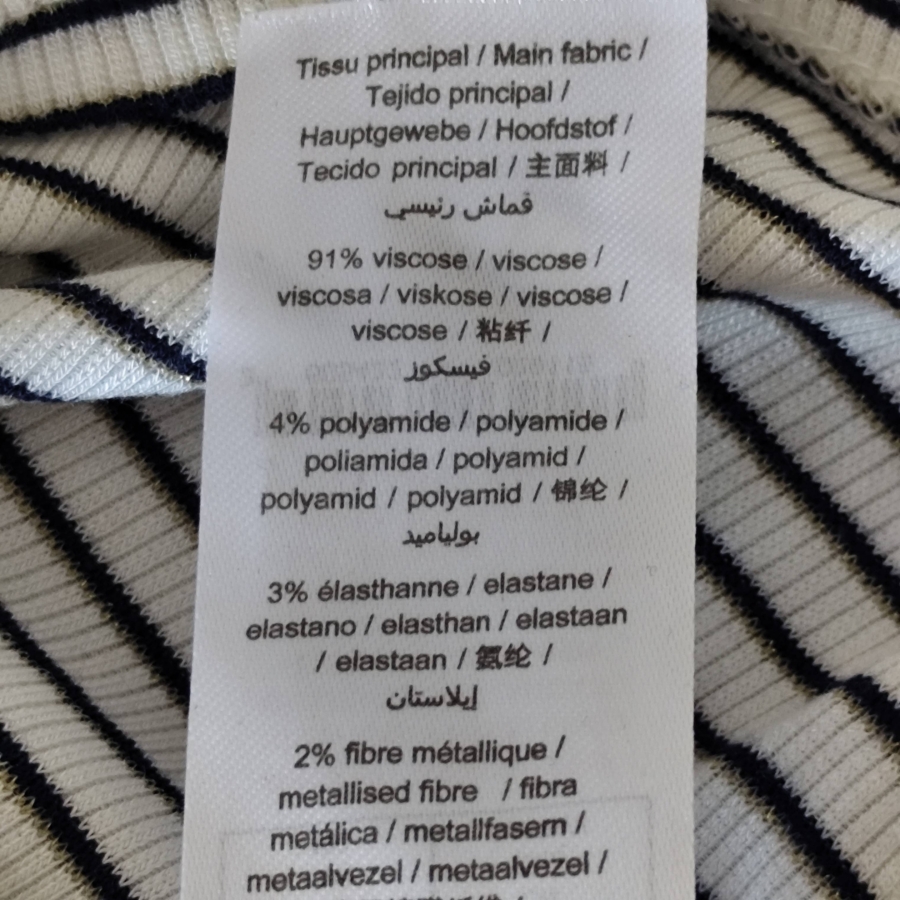 Tissu principal / Main fabric /
Tejido principal /
Hauptgewebe / Hoofdstof /
Tecido principal / 主面料 /
قماش رئيسي
91% viscose / viscose /
viscosa / viskose / viscose /
viscose / 粘纤 /
فيسكوز
4% polyamide / polyamide /
poliamida / polyamid /
polyamid / polyamid / 锦纶 /
بولياميد
3% élasthanne / elastane /
elastano / elasthan / elastaan
/ elastaan / 氨纶 /
إيلاستان
2% fibre métallique /
metallised fibre / fibra
metálica / metallfasern /
metaalvezel / metaalvezel /